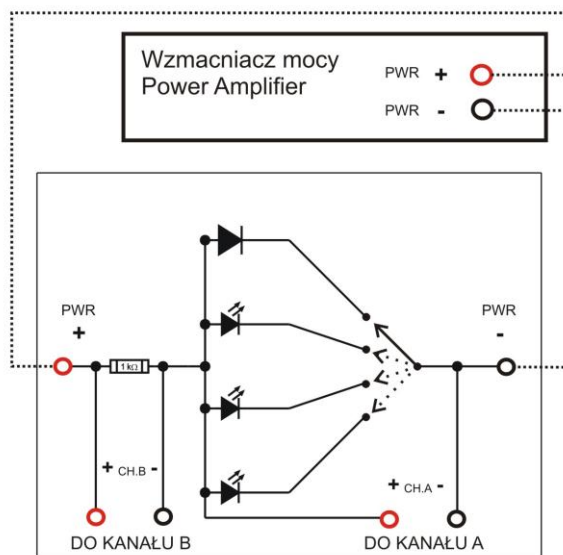 Wzmacniacz mocy
Power Amplifier
PWR +
PWR -
PWR
+
PWR
-
1kΩ
+ CH.B -
+ CH.A -
DO KANAŁU B
DO KANAŁU A